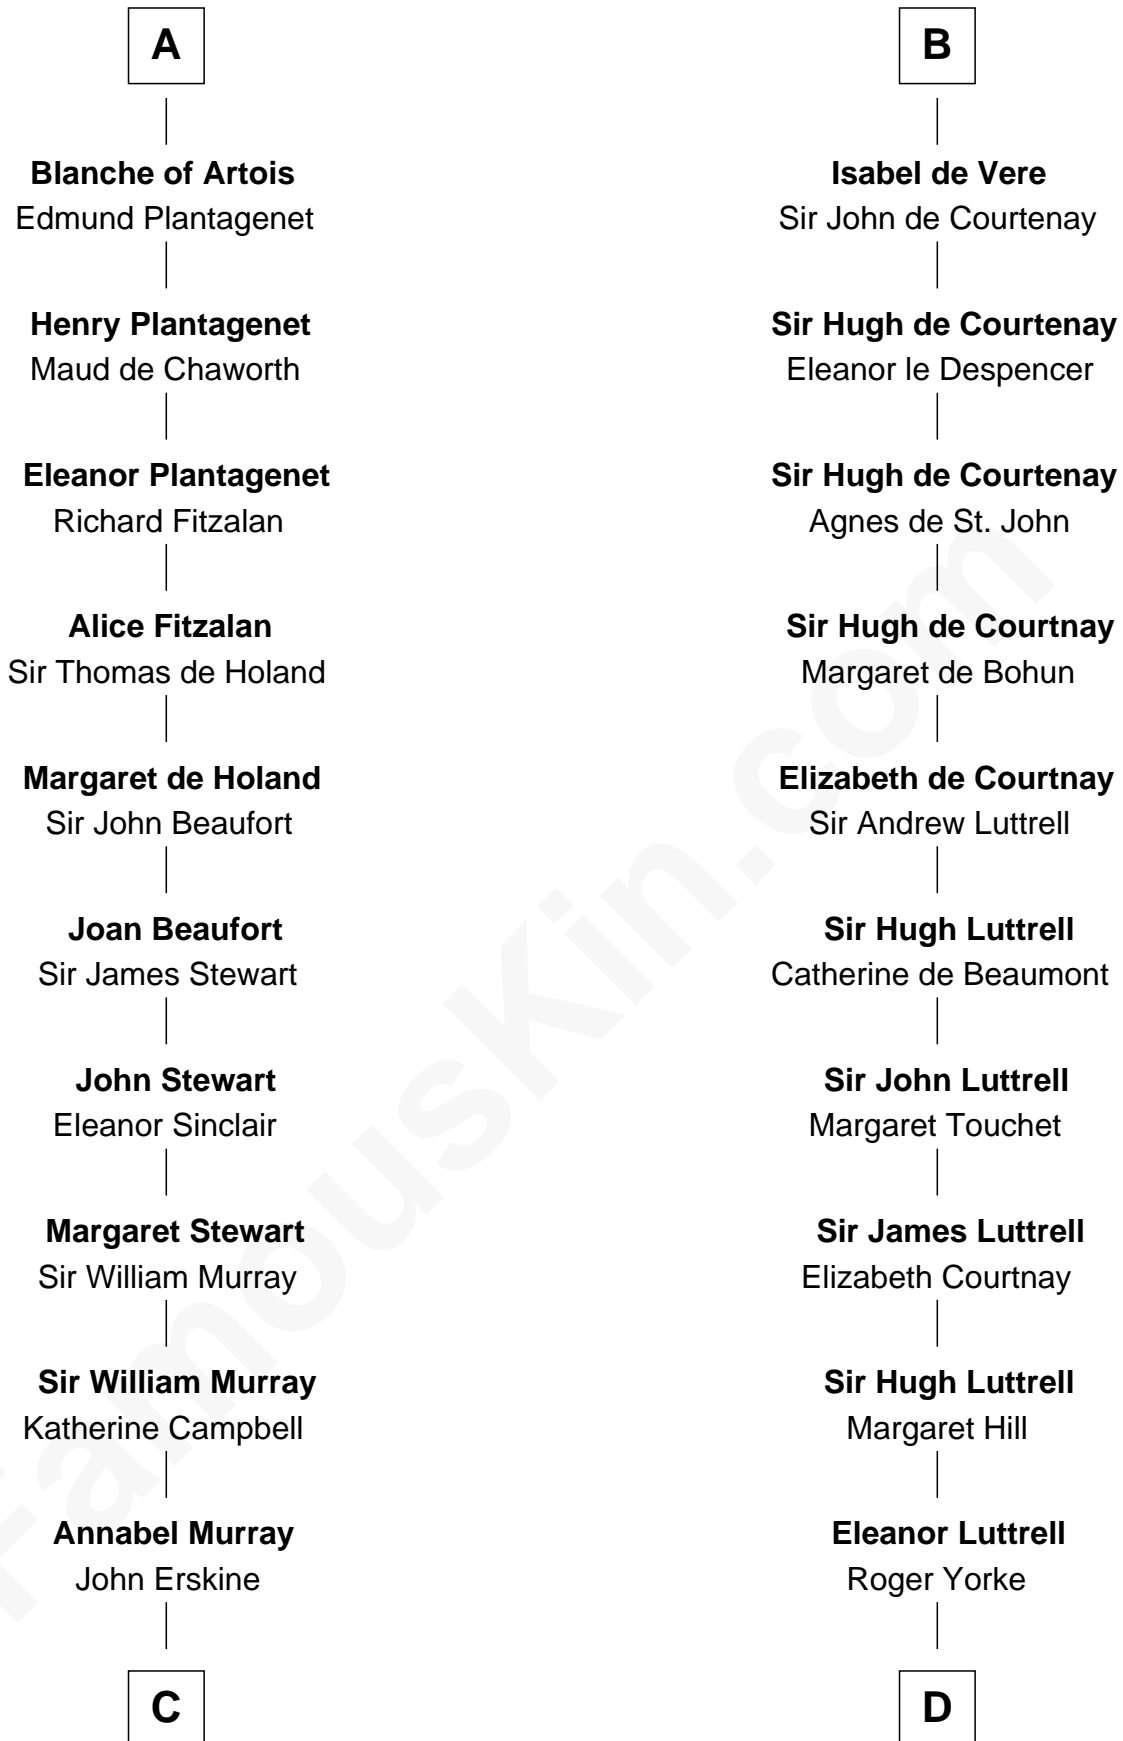 A
Blanche of Artois
Edmund Plantagenet
Henry Plantagenet
Maud de Chaworth
Eleanor Plantagenet
Richard Fitzalan
Alice Fitzalan
Sir Thomas de Holand
Margaret de Holand
Sir John Beaufort
Joan Beaufort
Sir James Stewart
John Stewart
Eleanor Sinclair
Margaret Stewart
Sir William Murray
Sir William Murray
Katherine Campbell
Annabel Murray
John Erskine
C
B
Isabel de Vere
Sir John de Courtenay
Sir Hugh de Courtenay
Eleanor le Despencer
Sir Hugh de Courtenay
Agnes de St. John
Sir Hugh de Courtnay
Margaret de Bohun
Elizabeth de Courtnay
Sir Andrew Luttrell
Sir Hugh Luttrell
Catherine de Beaumont
Sir John Luttrell
Margaret Touchet
Sir James Luttrell
Elizabeth Courtnay
Sir Hugh Luttrell
Margaret Hill
Eleanor Luttrell
Roger Yorke
D
FamousKin.com